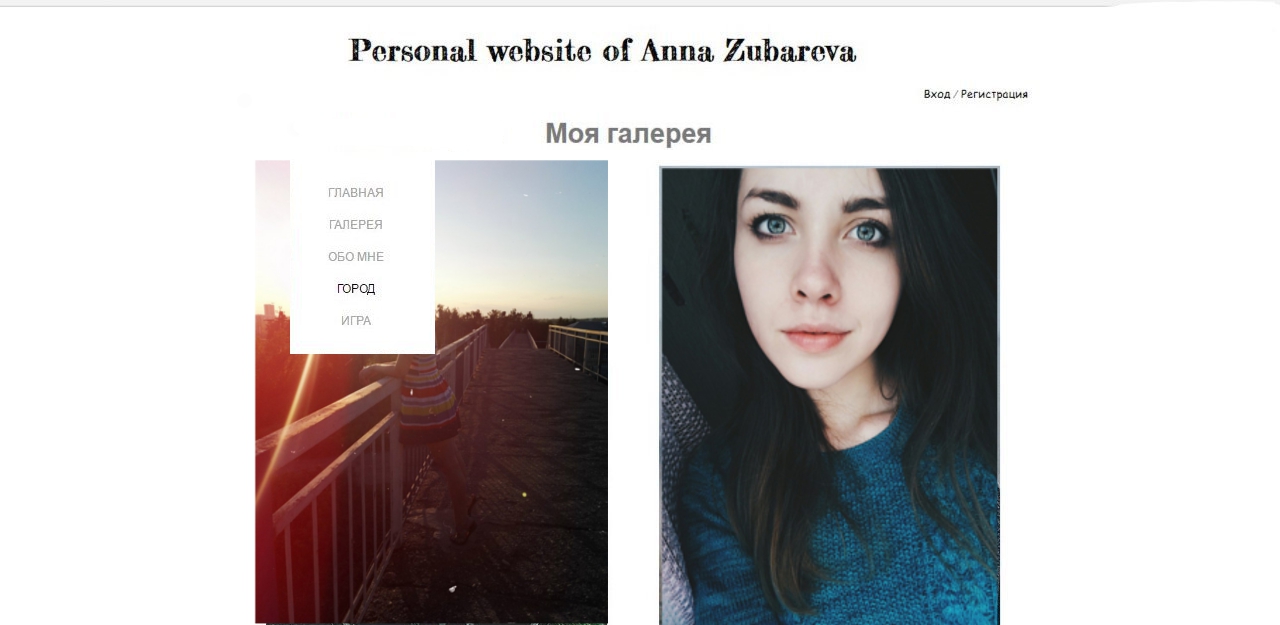 Personal website of Anna Zubareva
Вход / Регистрация
Моя галерея
ГЛАВНАЯ
ГАЛЕРЕЯ
ОБО МНЕ
ГОРОД
ИГРА